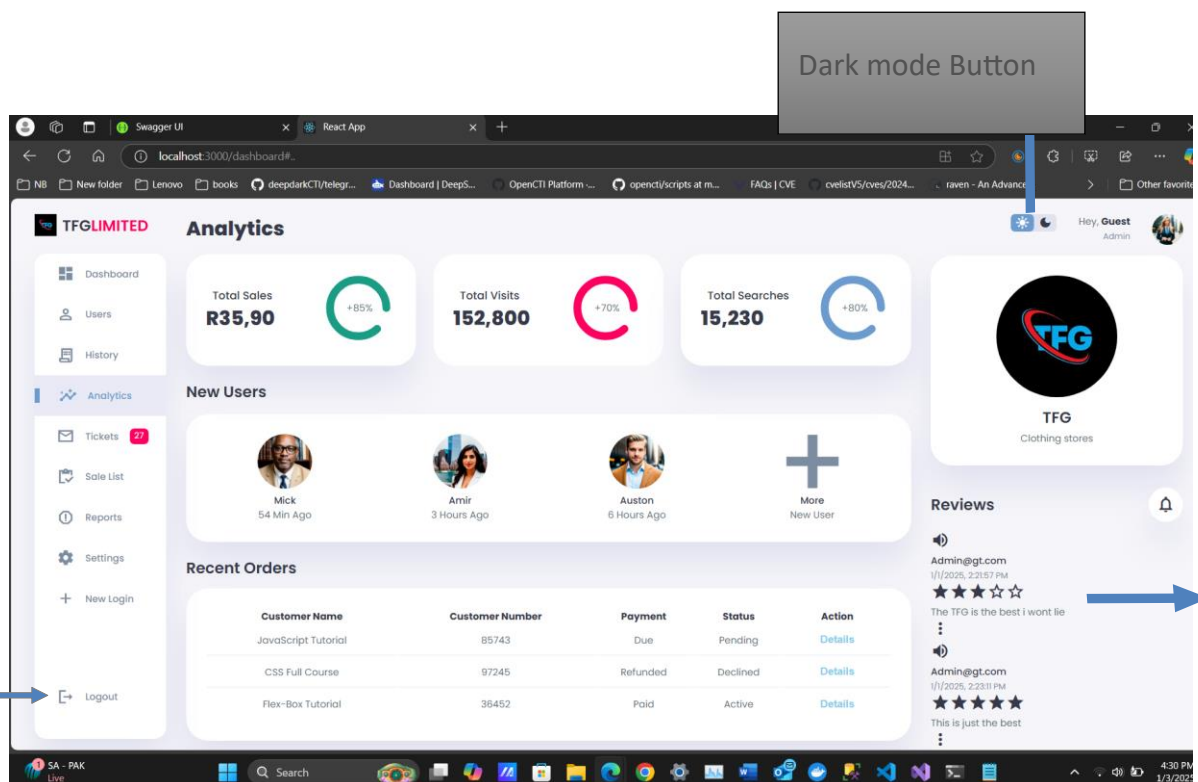 Dark mode Button
Swagger UI
React App
localhost:3000/dashboard#..
NB
New folder
Lenovo
books
deepdarkCTI/telegr...
Dashboard | DeepS...
OpenCTI Platform -...
opencti/scripts at m...
FAQs | CVE
cvelistV5/cves/2024...
raven - An Advance
Other favorite
TFGLIMITED
Analytics
Hey, Guest
Admin
Dashboard
Users
History
Analytics
Tickets 27
Sale List
Reports
Settings
New Login
Logout
Total Sales
R35,90
+85%
Total Visits
152,800
+70%
Total Searches
15,230
+80%
New Users
Mick
54 Min Ago
Amir
3 Hours Ago
Auston
6 Hours Ago
More
New User
Recent Orders
Customer Name Customer Number Payment Status Action
JavaScript Tutorial 85743 Due Pending Details
CSS Full Course 97245 Refunded Declined Details
Flex-Box Tutorial 36452 Paid Active Details
TFG
TFG
Clothing stores
Reviews
Admin@gt.com
1/1/2025, 2:21:57 PM
The TFG is the best i wont lie
Admin@gt.com
1/1/2025, 2:23:11 PM
This is just the best
1
SA - PAK
Live
Search
4:30 PM
1/3/202